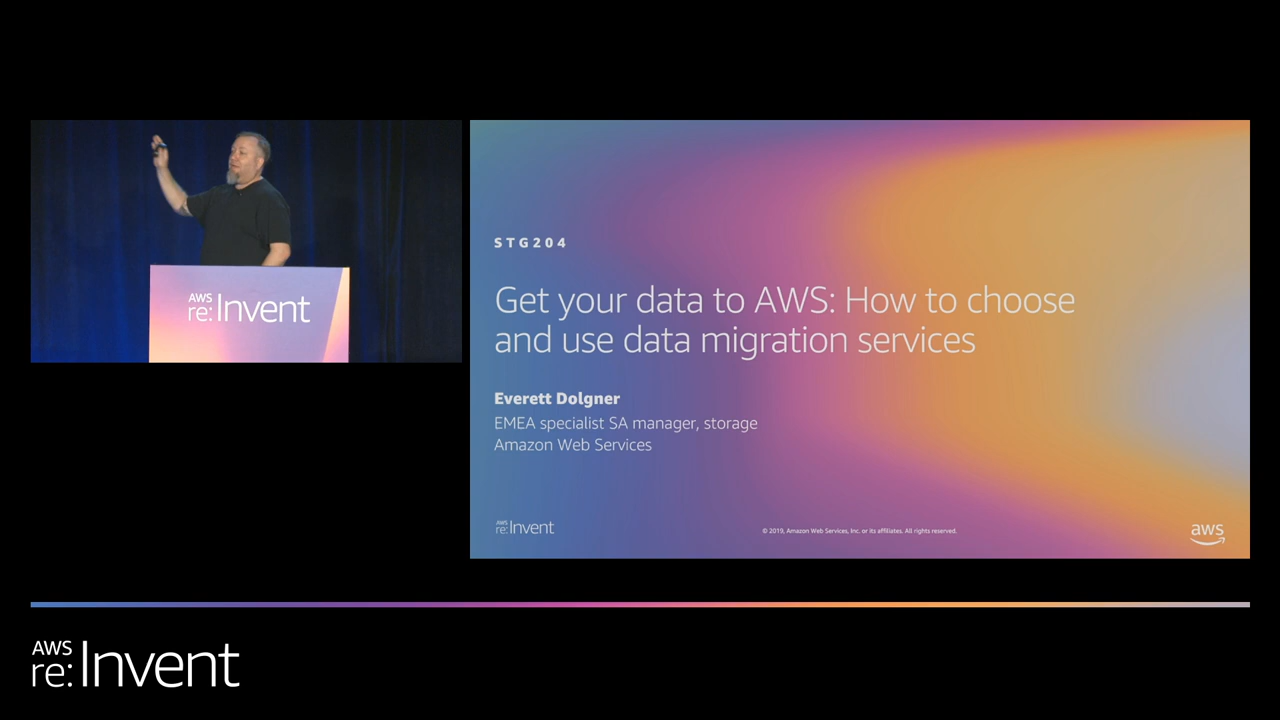 AWS
re:Invent
STG204
Get your data to AWS: How to choose
and use data migration services
Everett Dolgner
EMEA specialist SA manager, storage
Amazon Web Services
AWS
re:Invent
© 2019, Amazon Web Services, Inc. or its affiliates. All rights reserved.
aws
AWS
re:Invent